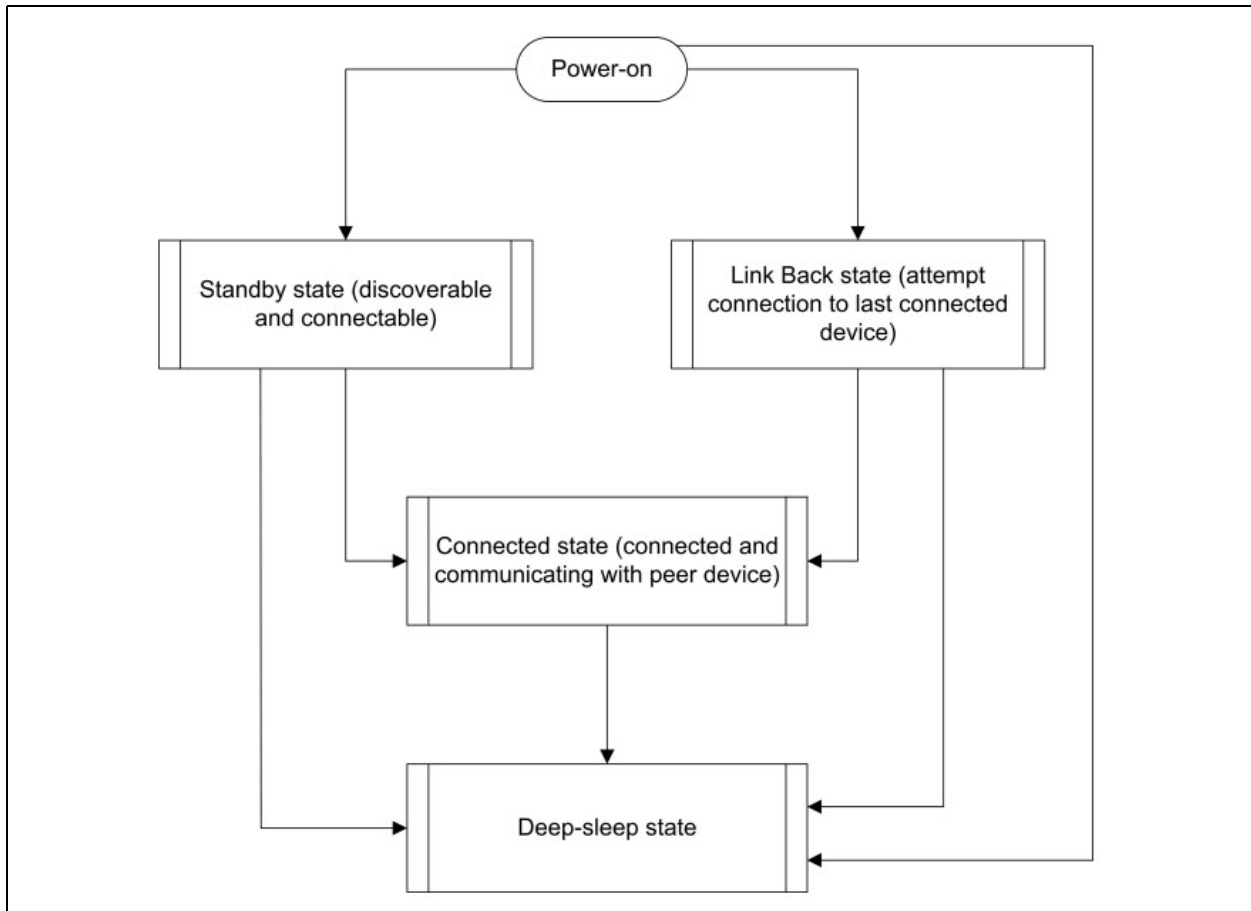 Power-on
Standby state (discoverable
and connectable)
Link Back state (attempt
connection to last connected
device)
Connected state (connected and
communicating with peer device)
Deep-sleep state